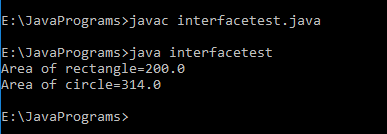 E:\JavaPrograms>javac interfacetest.java
E:\JavaPrograms>java interfacetest
Area of rectangle=200.0
Area of circle=314.0
E:\JavaPrograms>